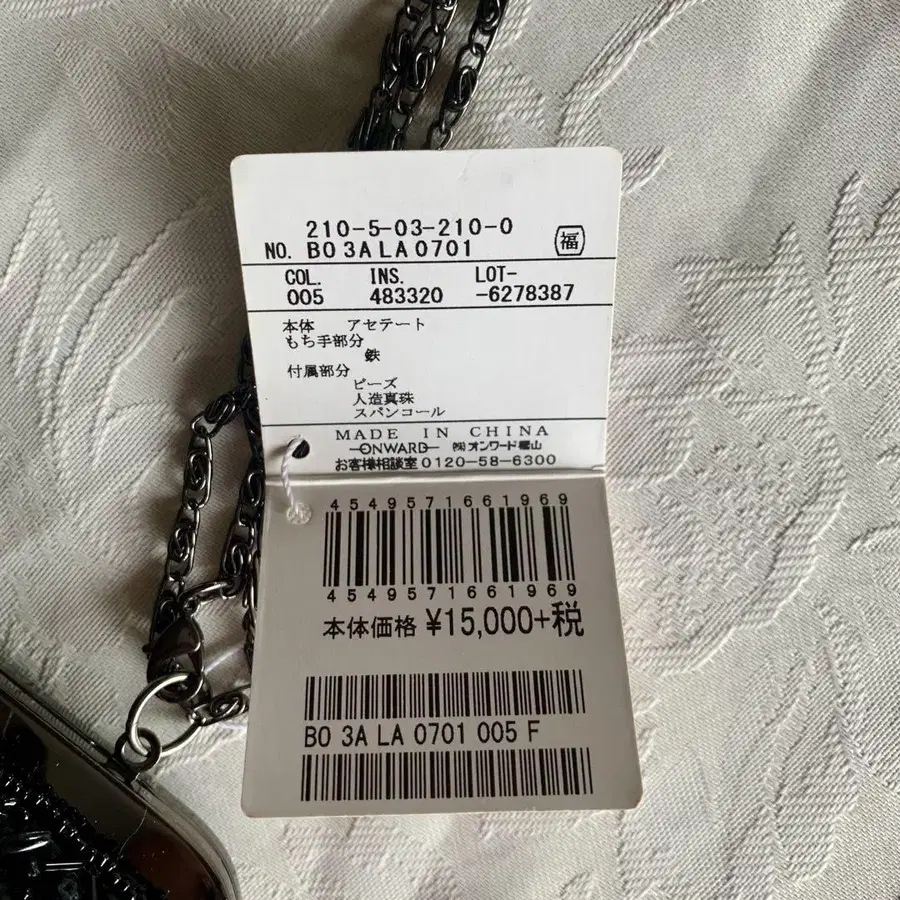 210-5-03-210-0
NO. BO 3A LA 0701
福
COL. INS. LOT-
005 483320 -6278387
本体 アセテート
もち手部分
鉄
付属部分
ビーズ
人造真珠
スパンコール
MADE IN CHINA
ONWARD ㈱オンワード樫山
お客様相談室 0120-58-6300
4549571661969
4549571661969
本体価格 ¥15,000+税
BO 3A LA 0701 005 F